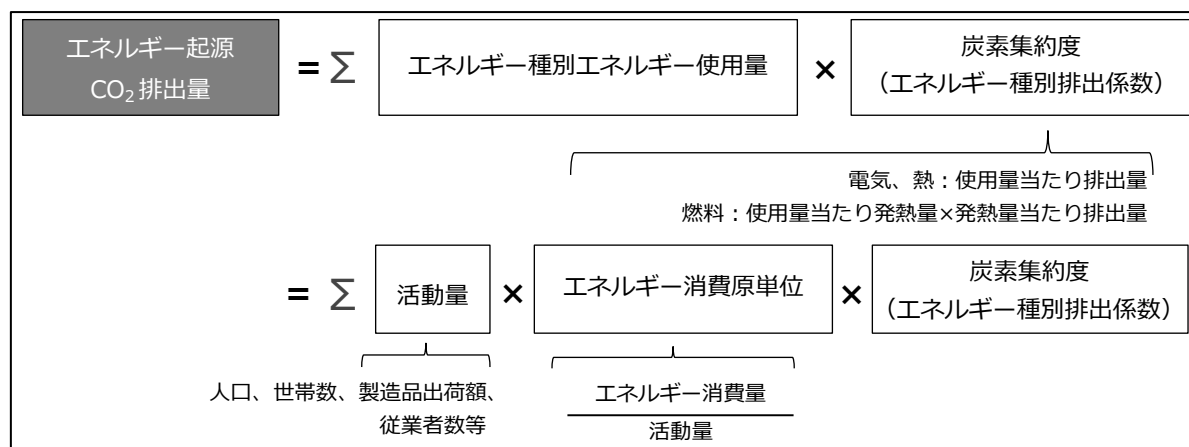 エネルギー起源
CO₂排出量
= Σ
エネルギー種別エネルギー使用量
×
炭素集約度
（エネルギー種別排出係数）
電気、熱：使用量当たり排出量
燃料：使用量当たり発熱量×発熱量当たり排出量
= Σ
活動量
×
エネルギー消費原単位
×
炭素集約度
（エネルギー種別排出係数）
人口、世帯数、製造品出荷額、
従業者数等
エネルギー消費量
活動量